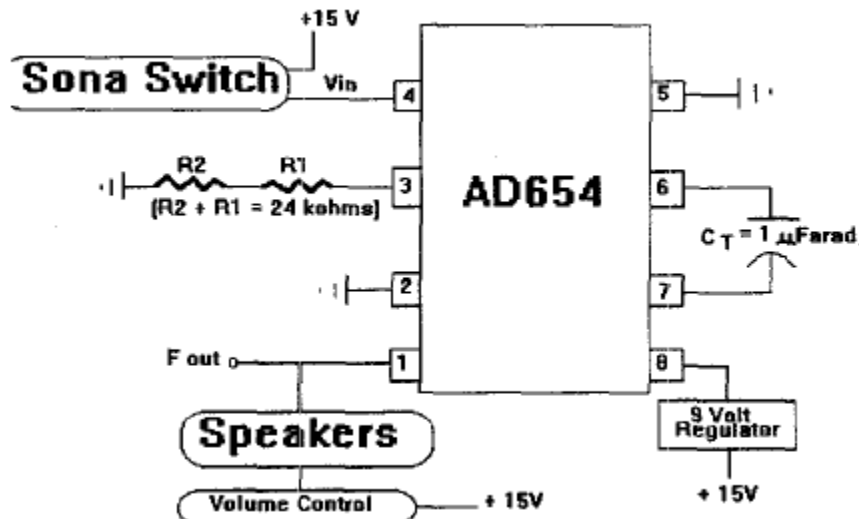 +15 V
Sona Switch
Vin
4
5
R2
R1
3
(R2 + R1 = 24 kohms)
AD654
6
C T = 1 µFarad
2
7
F out
1
8
Speakers
9 Volt
Regulator
Volume Control
+ 15V
+ 15V